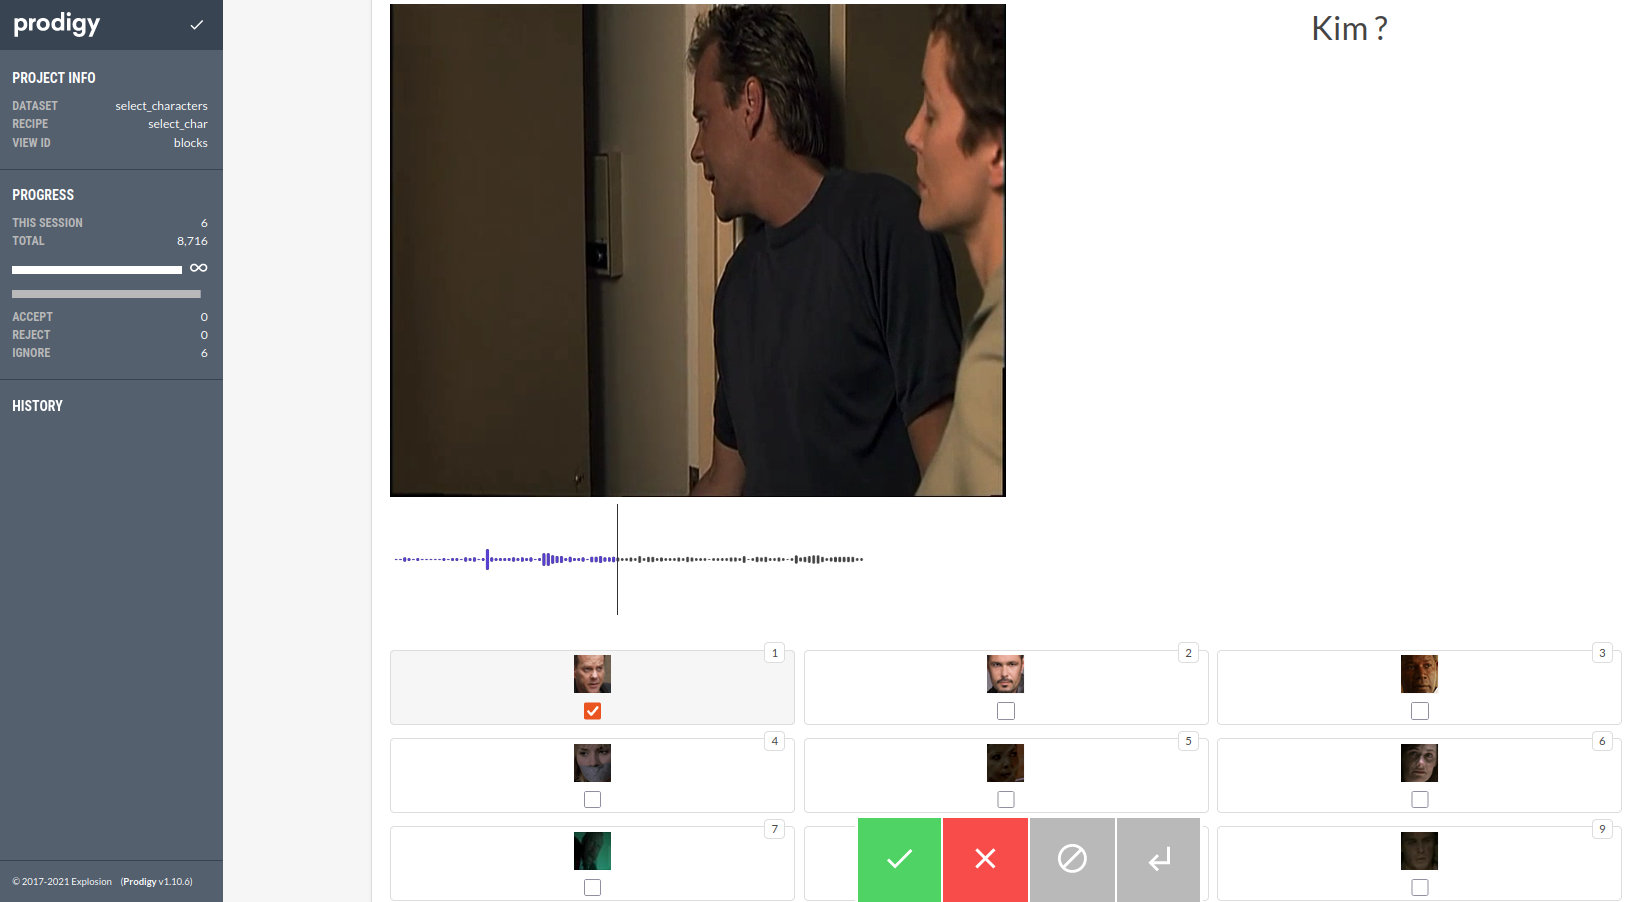 prodigy
PROJECT INFO
DATASET select_characters
RECIPE select_char
VIEW ID blocks
PROGRESS
THIS SESSION 6
TOTAL 8,716
∞
ACCEPT 0
REJECT 0
IGNORE 6
HISTORY
© 2017-2021 Explosion (Prodigy v1.10.6)
Kim ?
1
2
3
4
5
6
7
9